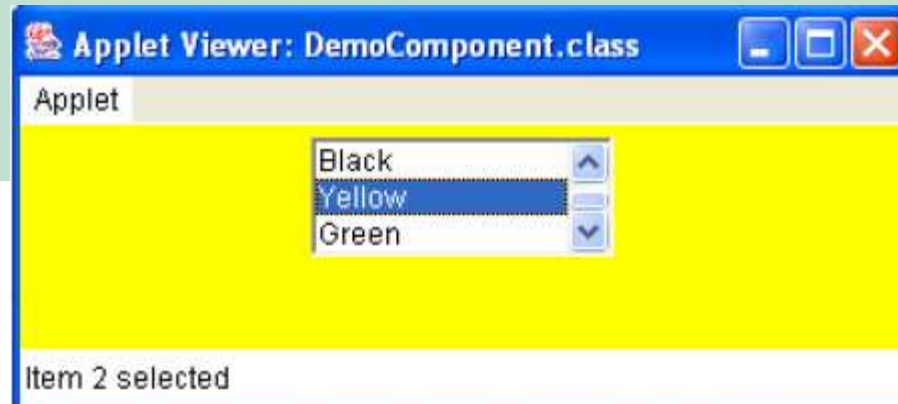 Applet Viewer: DemoComponent.class
Applet
Black
Yellow
Green
Item 2 selected